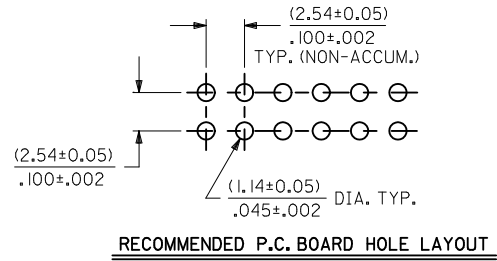 (2.54±0.05)
.100±.002
TYP. (NON-ACCUM.)
(2.54±0.05)
.100±.002
(1.14±0.05)
.045±.002 DIA. TYP.
RECOMMENDED P.C. BOARD HOLE LAYOUT